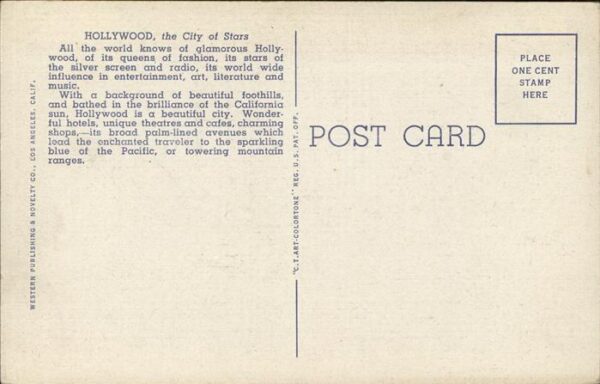 HOLLYWOOD, the City of Stars
All the world knows of glamorous Holly-
wood, of its queens of fashion, its stars of
the silver screen and radio, its world wide
influence in entertainment, art, literature and
music.
With a background of beautiful foothills,
and bathed in the brilliance of the California
sun, Hollywood is a beautiful city. Wonder-
ful hotels, unique theatres and cafes, charming
shops,—its broad palm-lined avenues which
lead the enchanted traveler to the sparkling
blue of the Pacific, or towering mountain
ranges.
WESTERN PUBLISHING & NOVELTY CO., LOS ANGELES, CALIF.
"C.T. ART-COLORTONE" REG. U.S. PAT. OFF.
POST CARD
PLACE
ONE CENT
STAMP
HERE